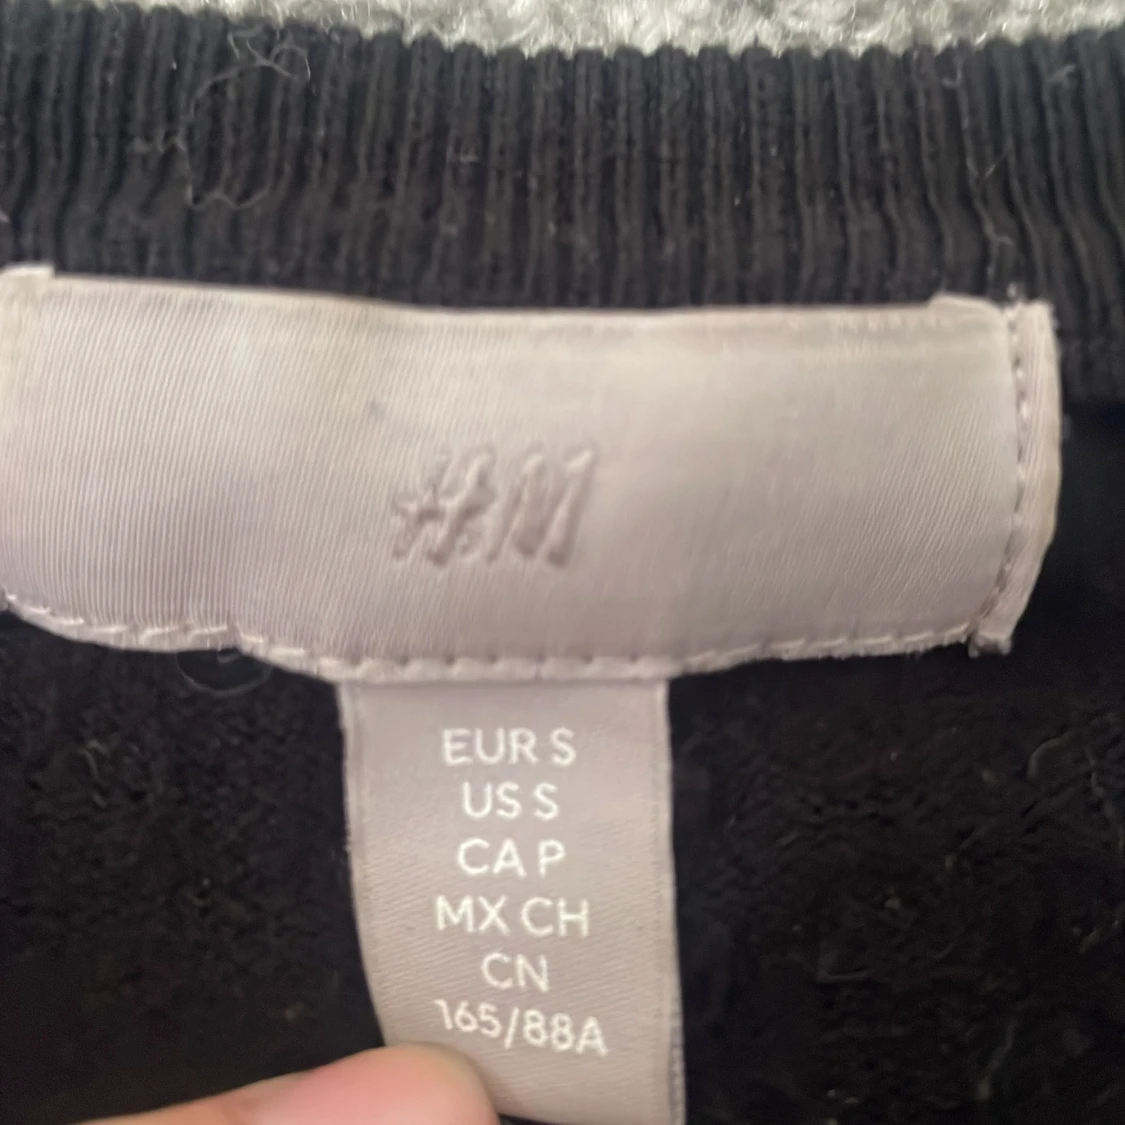 H&M
EUR S
US S
CA P
MX CH
CN
165/88A